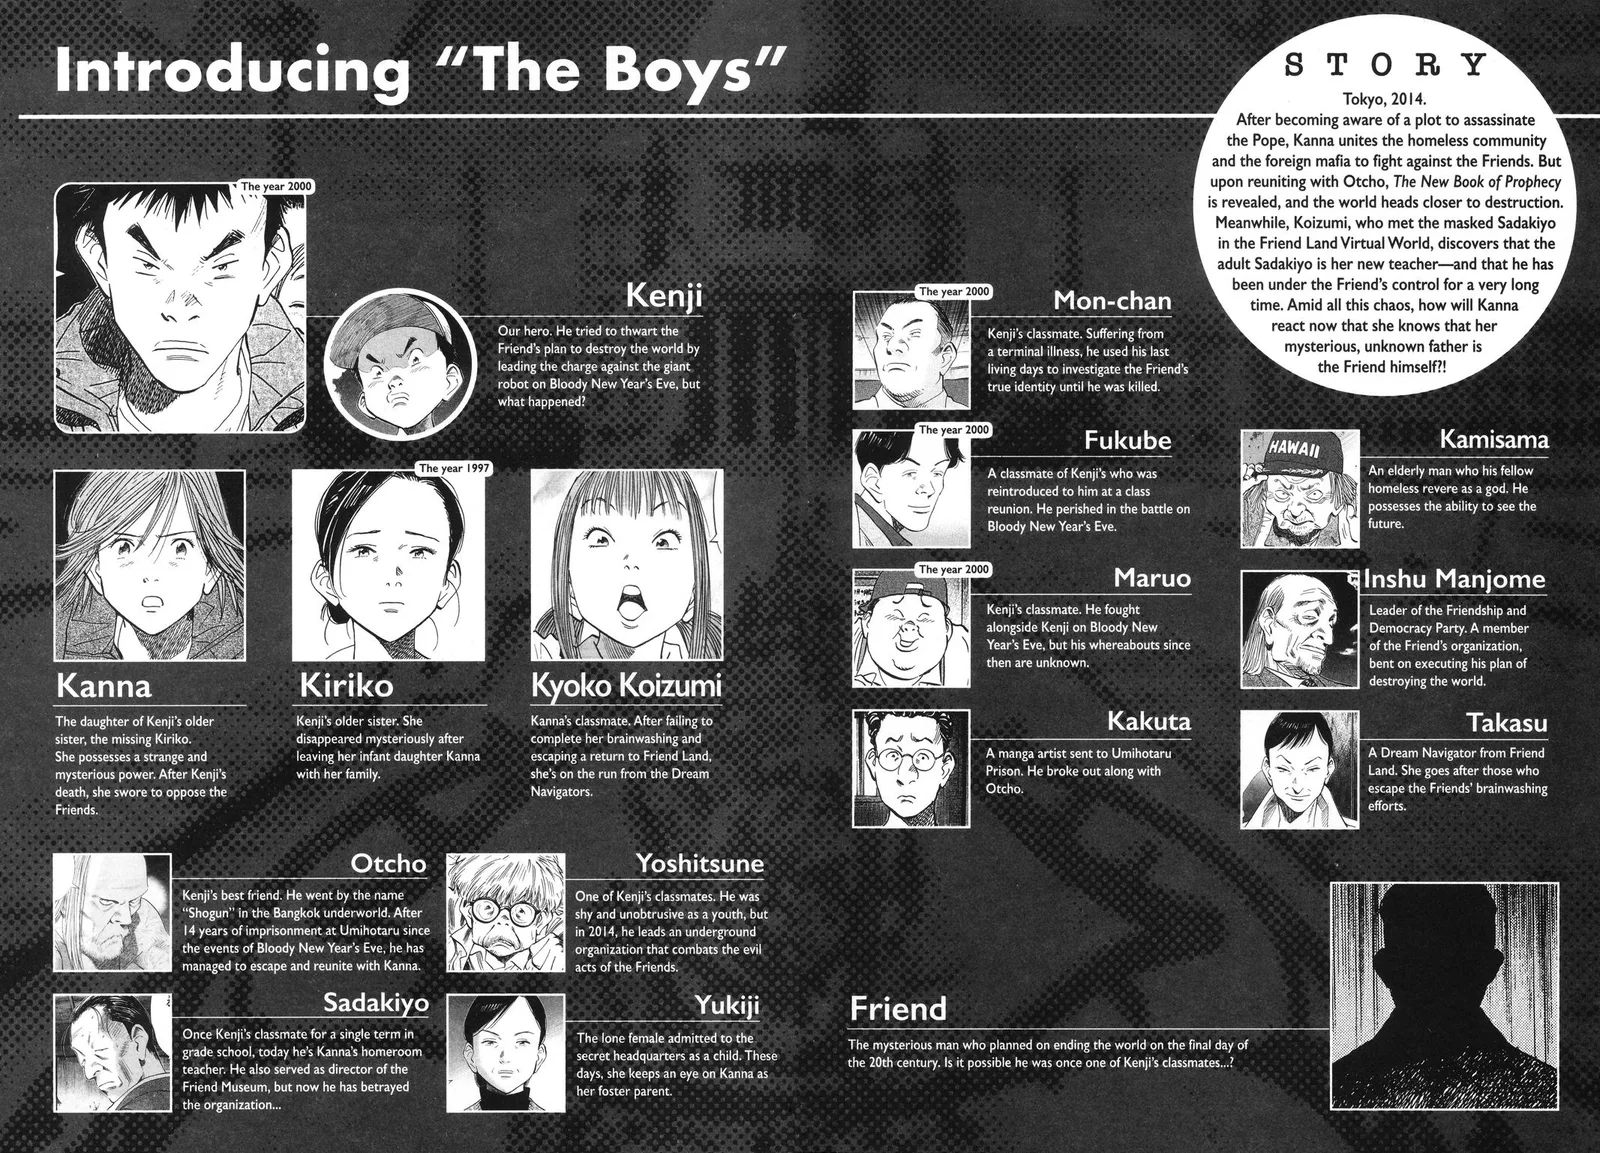 Introducing "The Boys"
STORY
Tokyo, 2014.
After becoming aware of a plot to assassinate
the Pope, Kanna unites the homeless community
and the foreign mafia to fight against the Friends. But
upon reuniting with Otcho, The New Book of Prophecy
is revealed, and the world heads closer to destruction.
Meanwhile, Koizumi, who met the masked Sadakiyo
in the Friend Land Virtual World, discovers that the
adult Sadakiyo is her new teacher—and that he has
been under the Friend's control for a very long
time. Amid all this chaos, how will Kanna
react now that she knows that her
mysterious, unknown father is
the Friend himself?!
The year 2000
Kenji
Our hero. He tried to thwart the
Friend's plan to destroy the world by
leading the charge against the giant
robot on Bloody New Year's Eve, but
what happened?
Kanna
The daughter of Kenji's older
sister, the missing Kiriko.
She possesses a strange and
mysterious power. After Kenji's
death, she swore to oppose the
Friends.
The year 1997
Kiriko
Kenji's older sister. She
disappeared mysteriously after
leaving her infant daughter Kanna
with her family.
Kyoko Koizumi
Kanna's classmate. After failing to
complete her brainwashing and
escaping a return to Friend Land,
she's on the run from the Dream
Navigators.
Otcho
Kenji's best friend. He went by the name
"Shogun" in the Bangkok underworld. After
14 years of imprisonment at Umihotaru since
the events of Bloody New Year's Eve, he has
managed to escape and reunite with Kanna.
Yoshitsune
One of Kenji's classmates. He was
shy and unobtrusive as a youth, but
in 2014, he leads an underground
organization that combats the evil
acts of the Friends.
Sadakiyo
Once Kenji's classmate for a single term in
grade school, today he's Kanna's homeroom
teacher. He also served as director of the
Friend Museum, but now he has betrayed
the organization...
Yukiji
The lone female admitted to the
secret headquarters as a child. These
days, she keeps an eye on Kanna as
her foster parent.
The year 2000
Mon-chan
Kenji's classmate. Suffering from
a terminal illness, he used his last
living days to investigate the Friend's
true identity until he was killed.
The year 2000
Fukube
A classmate of Kenji's who was
reintroduced to him at a class
reunion. He perished in the battle on
Bloody New Year's Eve.
The year 2000
Maruo
Kenji's classmate. He fought
alongside Kenji on Bloody New
Year's Eve, but his whereabouts since
then are unknown.
Kakuta
A manga artist sent to Umihotaru
Prison. He broke out along with
Otcho.
HAWAII
Kamisama
An elderly man who his fellow
homeless revere as a god. He
possesses the ability to see the
future.
Inshu Manjome
Leader of the Friendship and
Democracy Party. A member
of the Friend's organization,
bent on executing his plan of
destroying the world.
Takasu
A Dream Navigator from Friend
Land. She goes after those who
escape the Friends' brainwashing
efforts.
Friend
The mysterious man who planned on ending the world on the final day of
the 20th century. Is it possible he was once one of Kenji's classmates...?